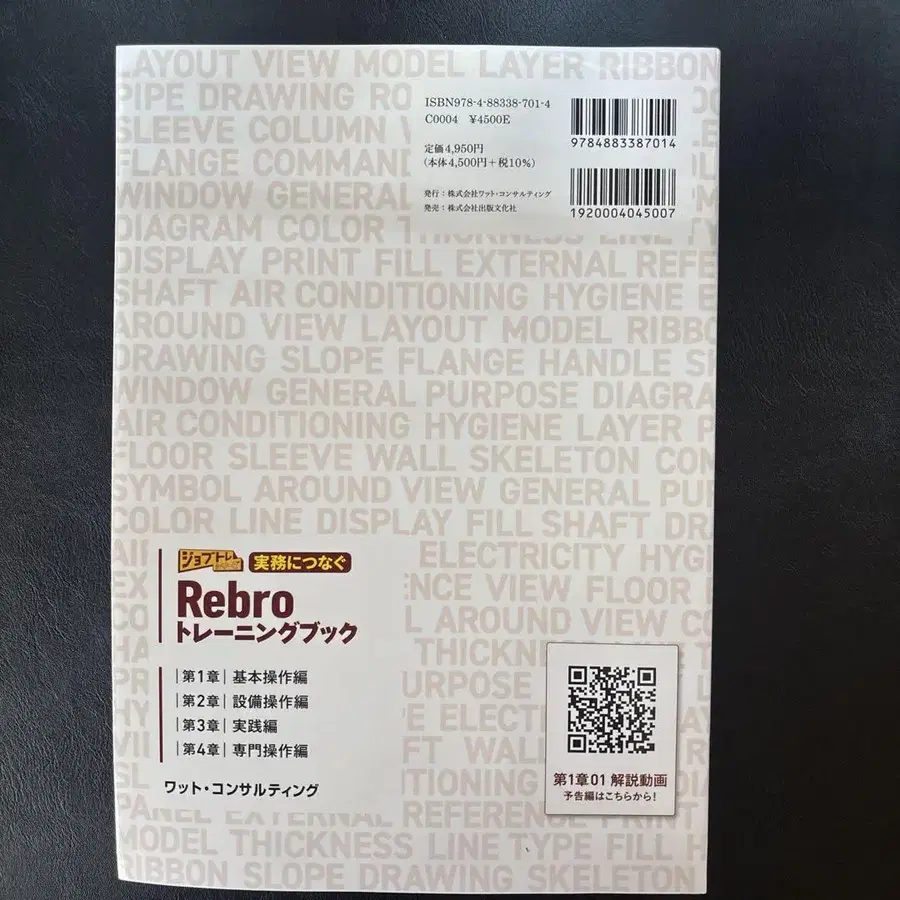 LAYOUT VIEW MODEL LAYER RIBBON
PIPE DRAWING RO
SLEEVE COLUMN
FLANGE COMMAND
WINDOW GENERAL
DIAGRAM COLOR THICKNESS LINE TY
DISPLAY PRINT FILL EXTERNAL REFE
SHAFT AIR CONDITIONING HYGIENE E
AROUND VIEW LAYOUT MODEL RIBBO
DRAWING SLOPE FLANGE HANDLE S
WINDOW GENERAL PURPOSE DIAGRA
AIR CONDITIONING HYGIENE LAYER P
FLOOR SLEEVE WALL SKELETON CON
SYMBOL AROUND VIEW GENERAL PUR
COLOR LINE DISPLAY FILL SHAFT DR
ELECTRICITY HYG
ENCE VIEW FLOOR
L AROUND VIEW CO
THICKNESS
URPOSE
ELECT
WALL
TIONING
PANEL EXTERNAL REFERENCE PRINT
MODEL THICKNESS LINE TYPE FILL H
RIBBON SLOPE DRAWING SKELETON
ISBN978-4-88338-701-4
C0004 ¥4500E
定価4,950円
(本体4,500円+税10%)
発行:株式会社ワット・コンサルティング
発売:株式会社出版文化社
9784883387014
1920004045007
ジョブトレ
実務につなぐ
Rebro
トレーニングブック
第1章 基本操作編
第2章 設備操作編
第3章 実践編
第4章 専門操作編
ワット・コンサルティング
第1章01 解説動画
予告編はこちらから!